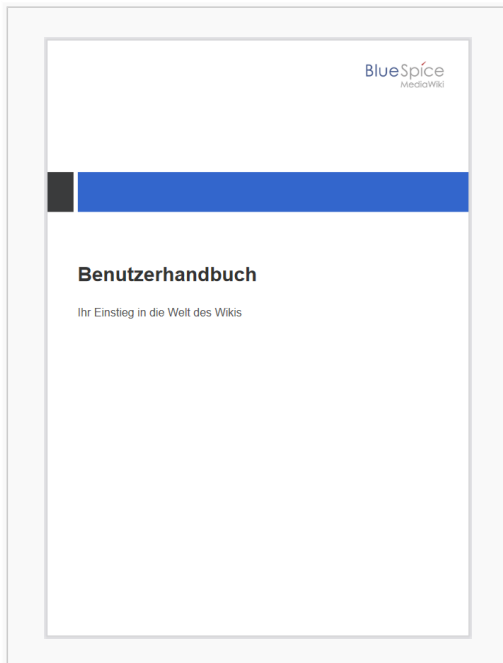 BlueSpice
MediaWiki
Benutzerhandbuch
Ihr Einstieg in die Welt des Wikis